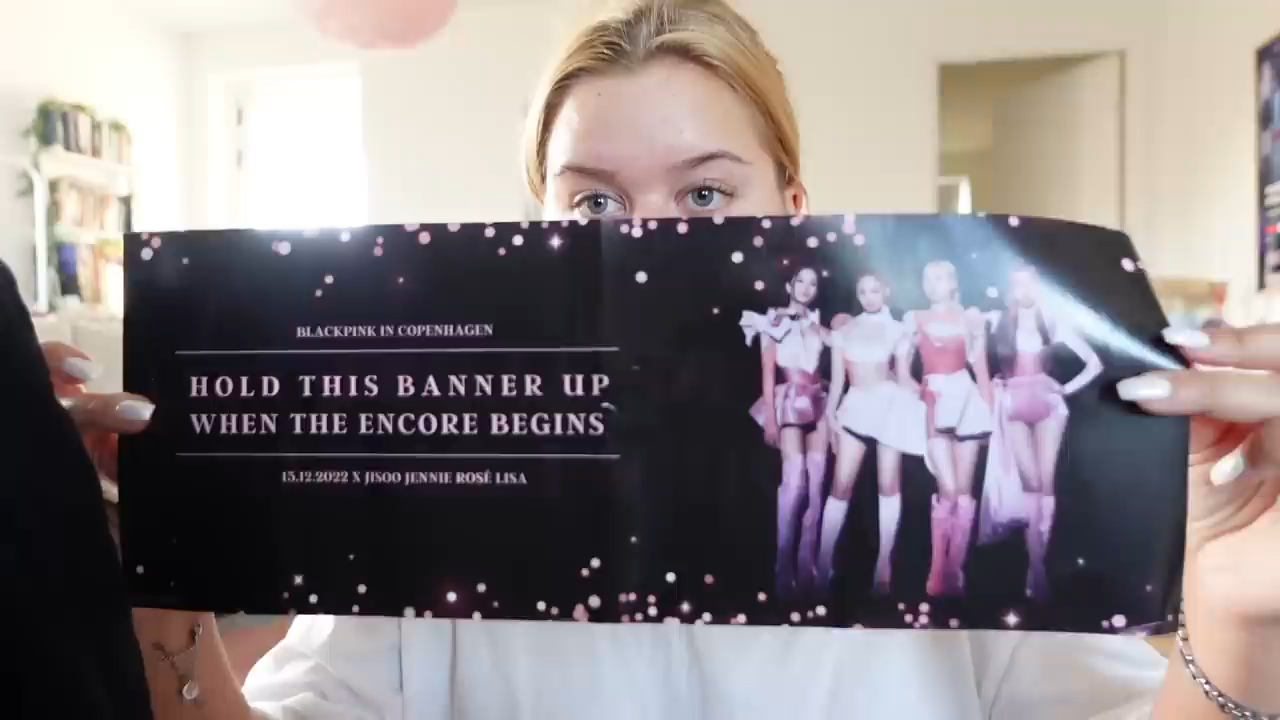 BLACKPINK IN COPENHAGEN
HOLD THIS BANNER UP
WHEN THE ENCORE BEGINS
15.12.2022 X JISOO JENNIE ROSÉ LISA